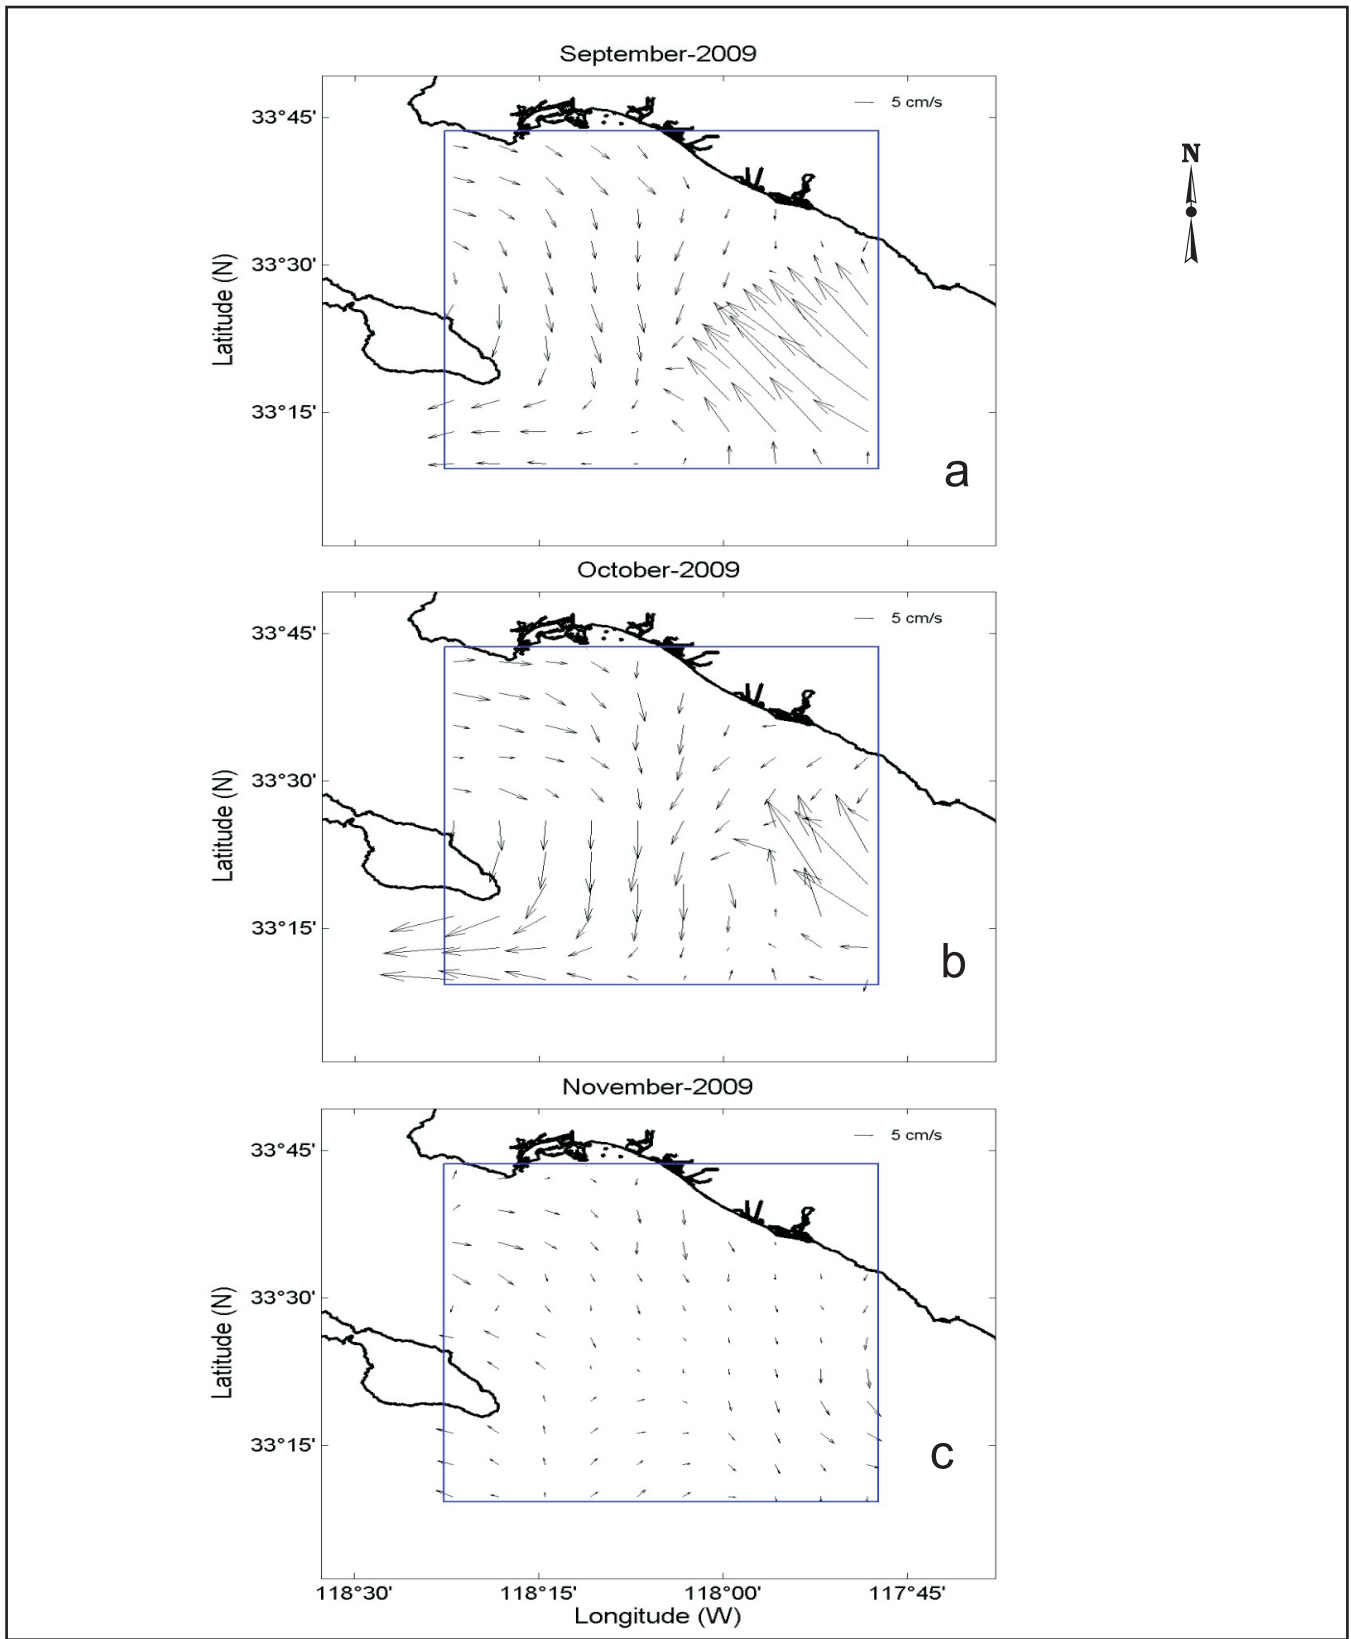 September-2009
5 cm/s
33°45'
N
33°30'
Latitude (N)
33°15'
a
October-2009
5 cm/s
33°45'
33°30'
Latitude (N)
33°15'
b
November-2009
5 cm/s
33°45'
33°30'
Latitude (N)
33°15'
c
118°30' 118°15' 118°00' 117°45'
Longitude (W)